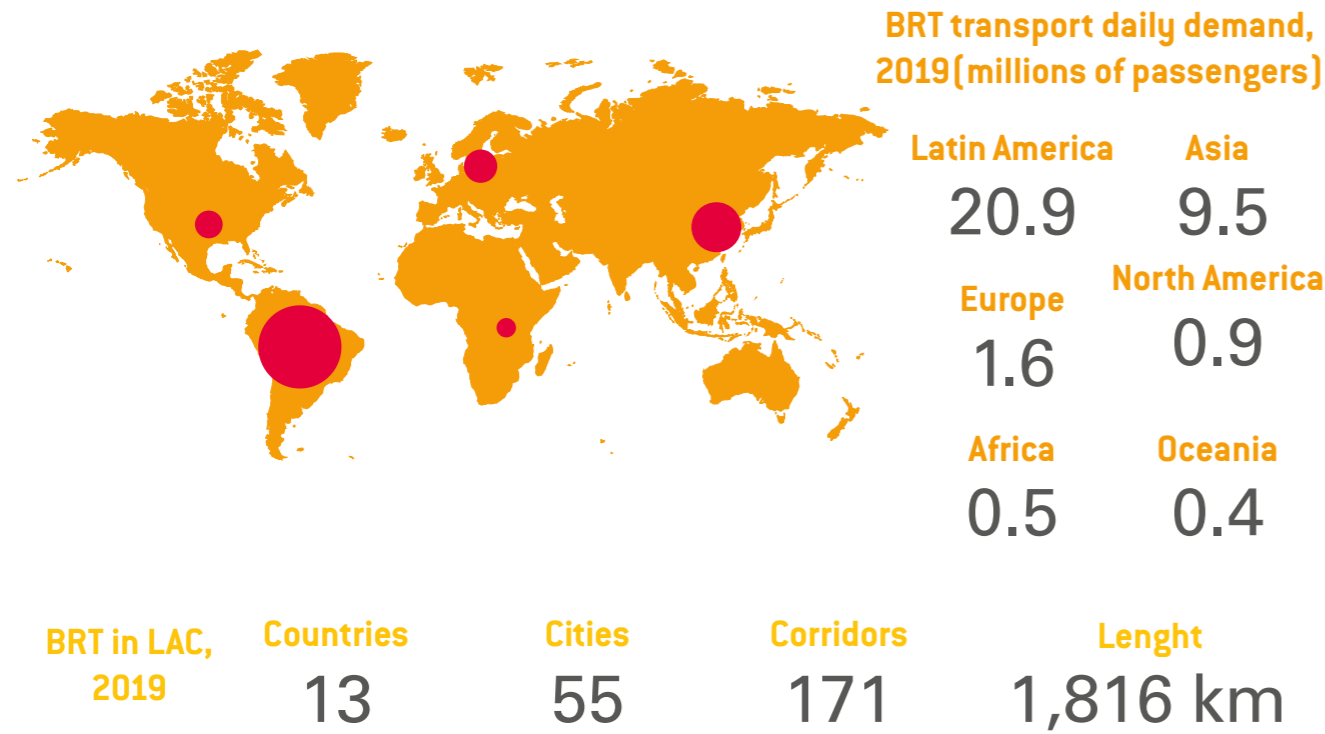 BRT transport daily demand,
2019(millions of passengers)
Latin America
20.9
Asia
9.5
Europe
1.6
North America
0.9
Africa
0.5
Oceania
0.4
BRT in LAC,
2019
Countries
13
Cities
55
Corridors
171
Lenght
1,816 km